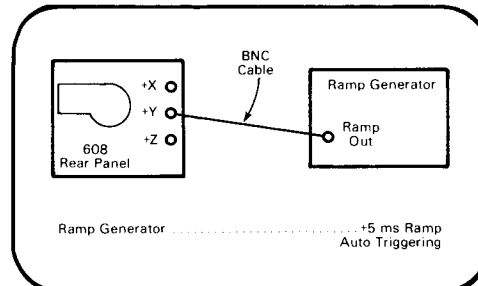 BNC
Cable
+X
+Y
+Z
608
Rear Panel
Ramp Generator
Ramp
Out
Ramp Generator ............................ +5 ms Ramp
Auto Triggering